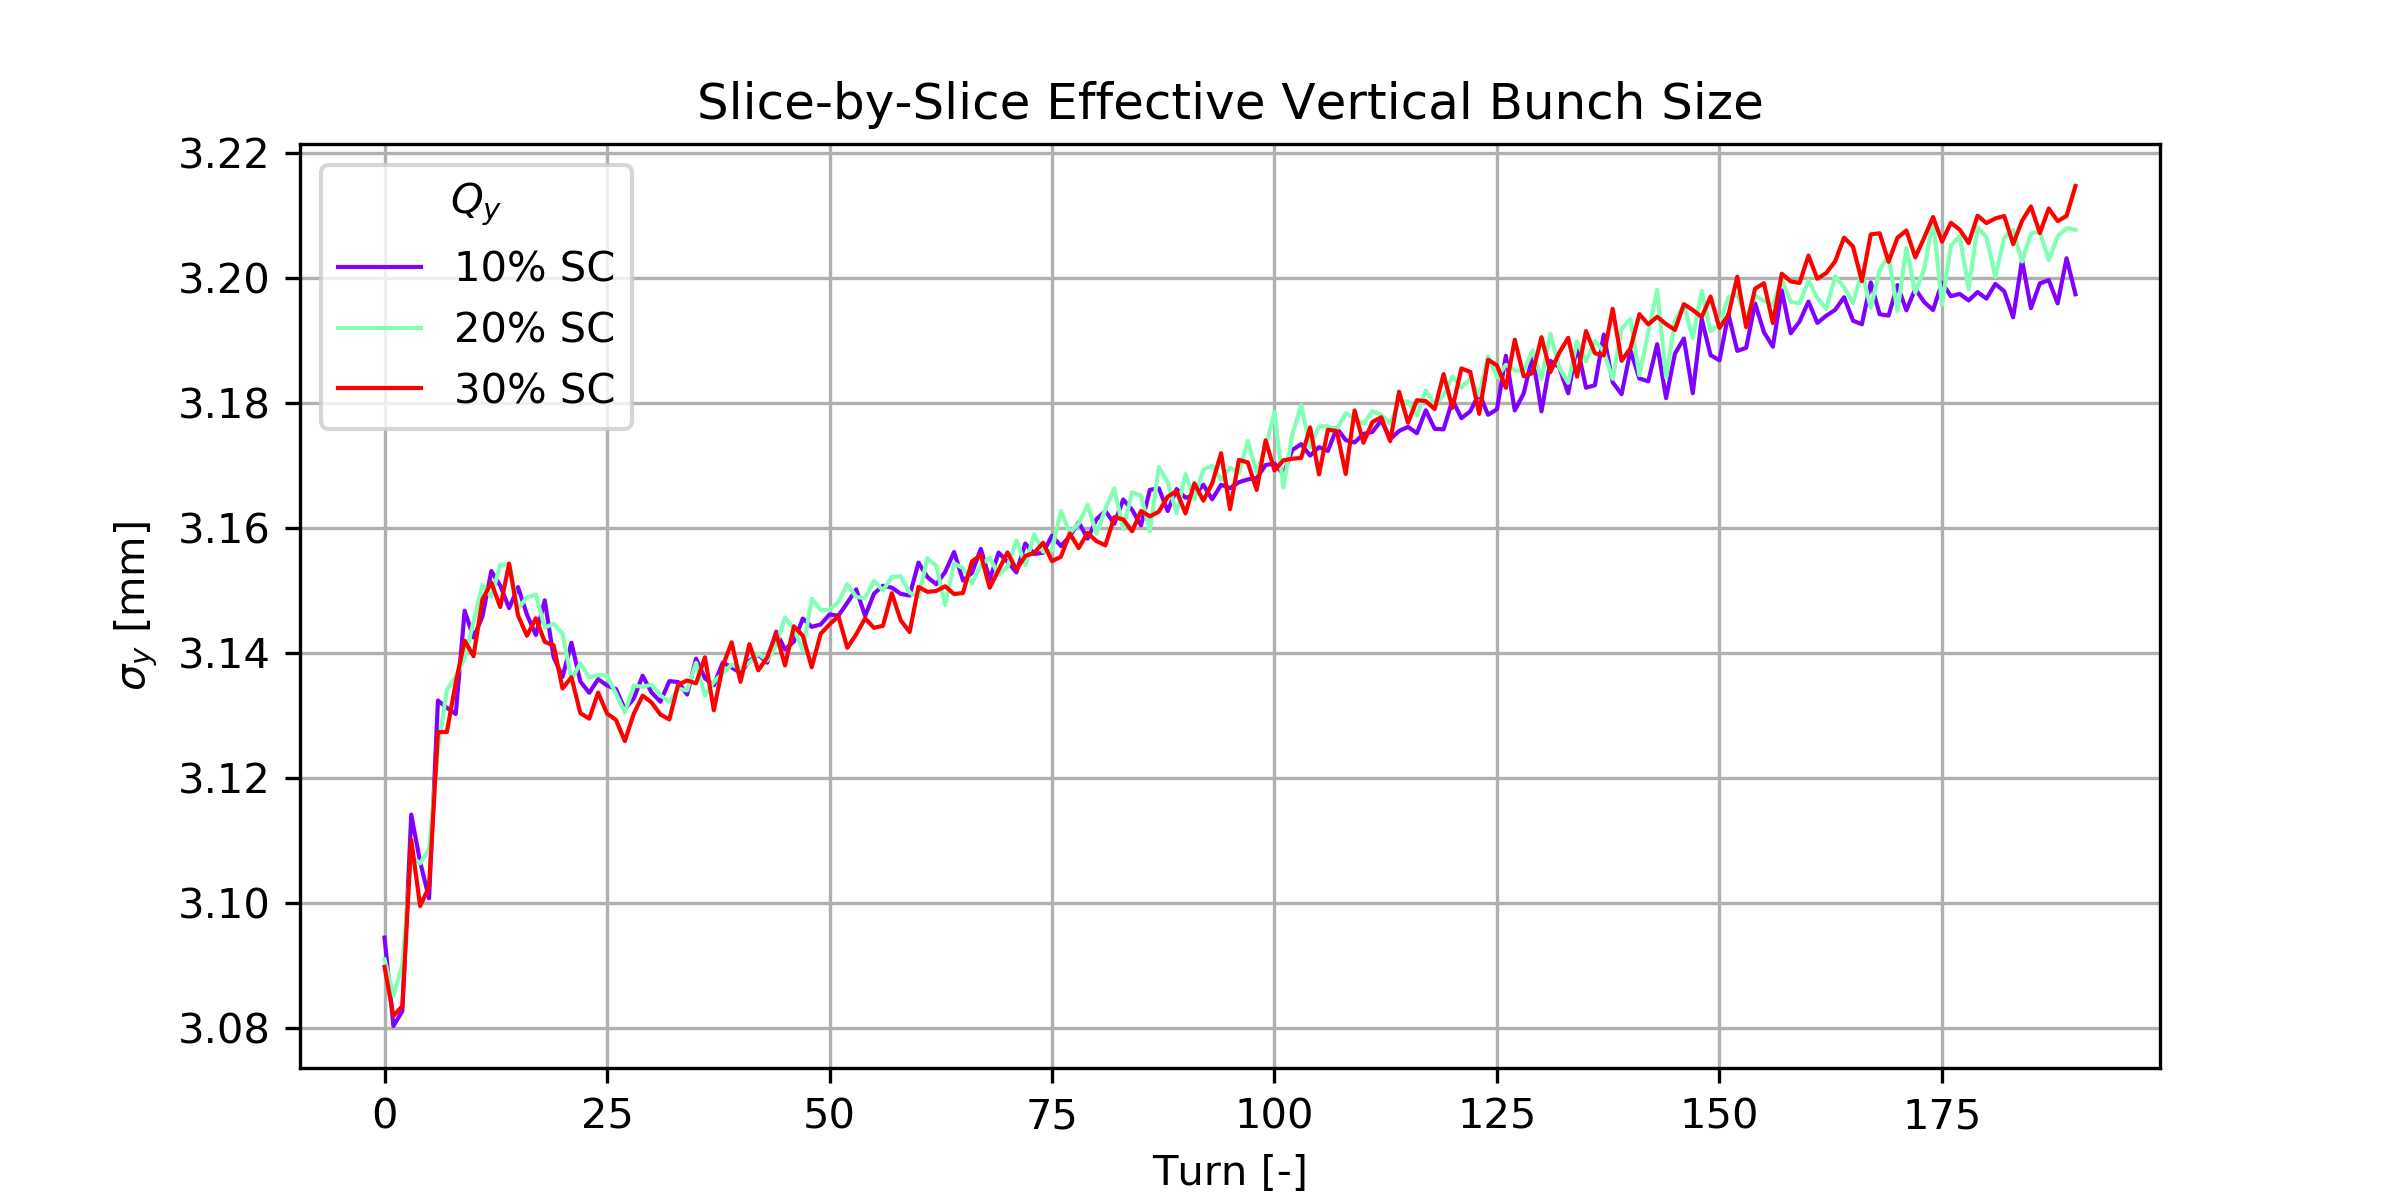 Slice-by-Slice Effective Vertical Bunch Size
3.22
3.20
3.18
3.16
3.14
3.12
3.10
3.08
σy [mm]
Qy
10% SC
20% SC
30% SC
0 25 50 75 100 125 150 175
Turn [-]